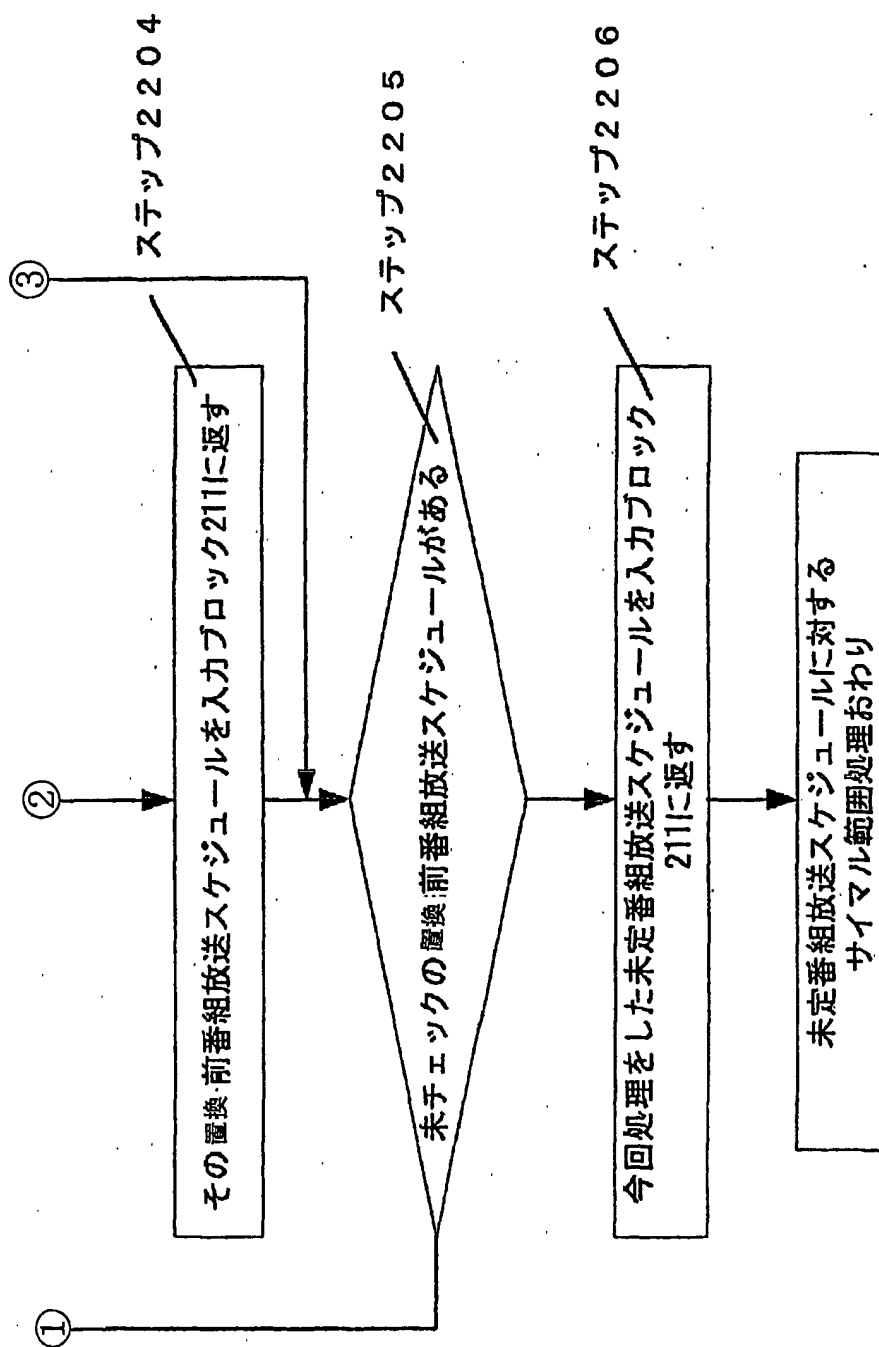 ①
②
③
その置換・前番組放送スケジュールを入力ブロック211に返す
ステップ2204
未チェックの置換・前番組放送スケジュールがある
ステップ2205
今回処理をした未定番組放送スケジュールを入力ブロック
211に返す
ステップ2206
未定番組放送スケジュールに対する
サイマル範囲処理おわり